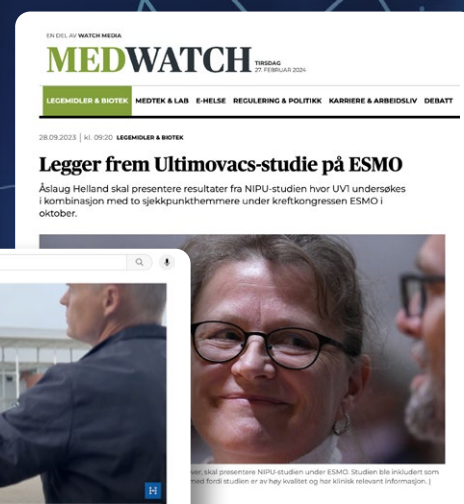 EN DEL AV WATCH MEDIA
MEDWATCH
TIRSDAG
27. FEBRUAR 2024
LEGEMIDLER & BIOTEK MEDTEK & LAB E-HELSE REGULERING & POLITIKK KARRIERE & ARBEIDSLIV DEBATT
28.09.2023 | kl. 09:20 LEGEMIDLER & BIOTEK
Legger frem Ultimovacs-studie på ESMO
Åslaug Helland skal presentere resultater fra NIPU-studien hvor UV1 undersøkes
i kombinasjon med to sjekkpunkthemmere under kreftkongressen ESMO i
oktober.
skal presentere NIPU-studien under ESMO. Studien ble inkludert som
fordi studien er av høy kvalitet og har klinisk relevant informasjon. |
H